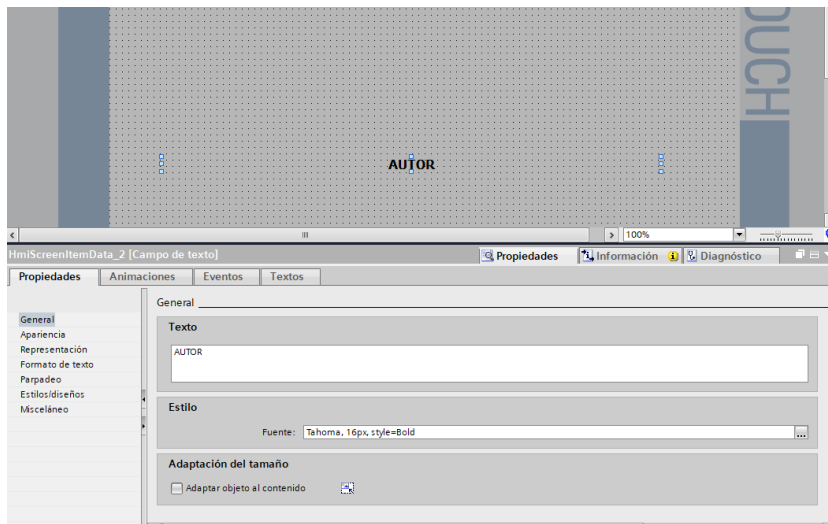 OUCH
AUTOR
100%
HmiScreenItemData_2 [Campo de texto]
Propiedades
Información
Diagnóstico
Propiedades
Animaciones
Eventos
Textos
General
Apariencia
Representación
Formato de texto
Parpadeo
Estilos/diseños
Misceláneo
General
Texto
AUTOR
Estilo
Fuente: Tahoma, 16px, style=Bold ...
Adaptación del tamaño
Adaptar objeto al contenido